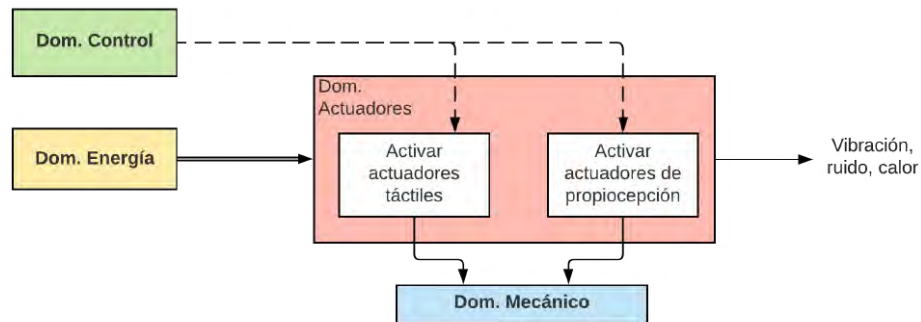 Dom. Control
Dom.
Actuadores
Dom. Energía
Activar
actuadores
táctiles
Activar
actuadores de
propiocepción
Vibración,
ruido, calor
Dom. Mecánico